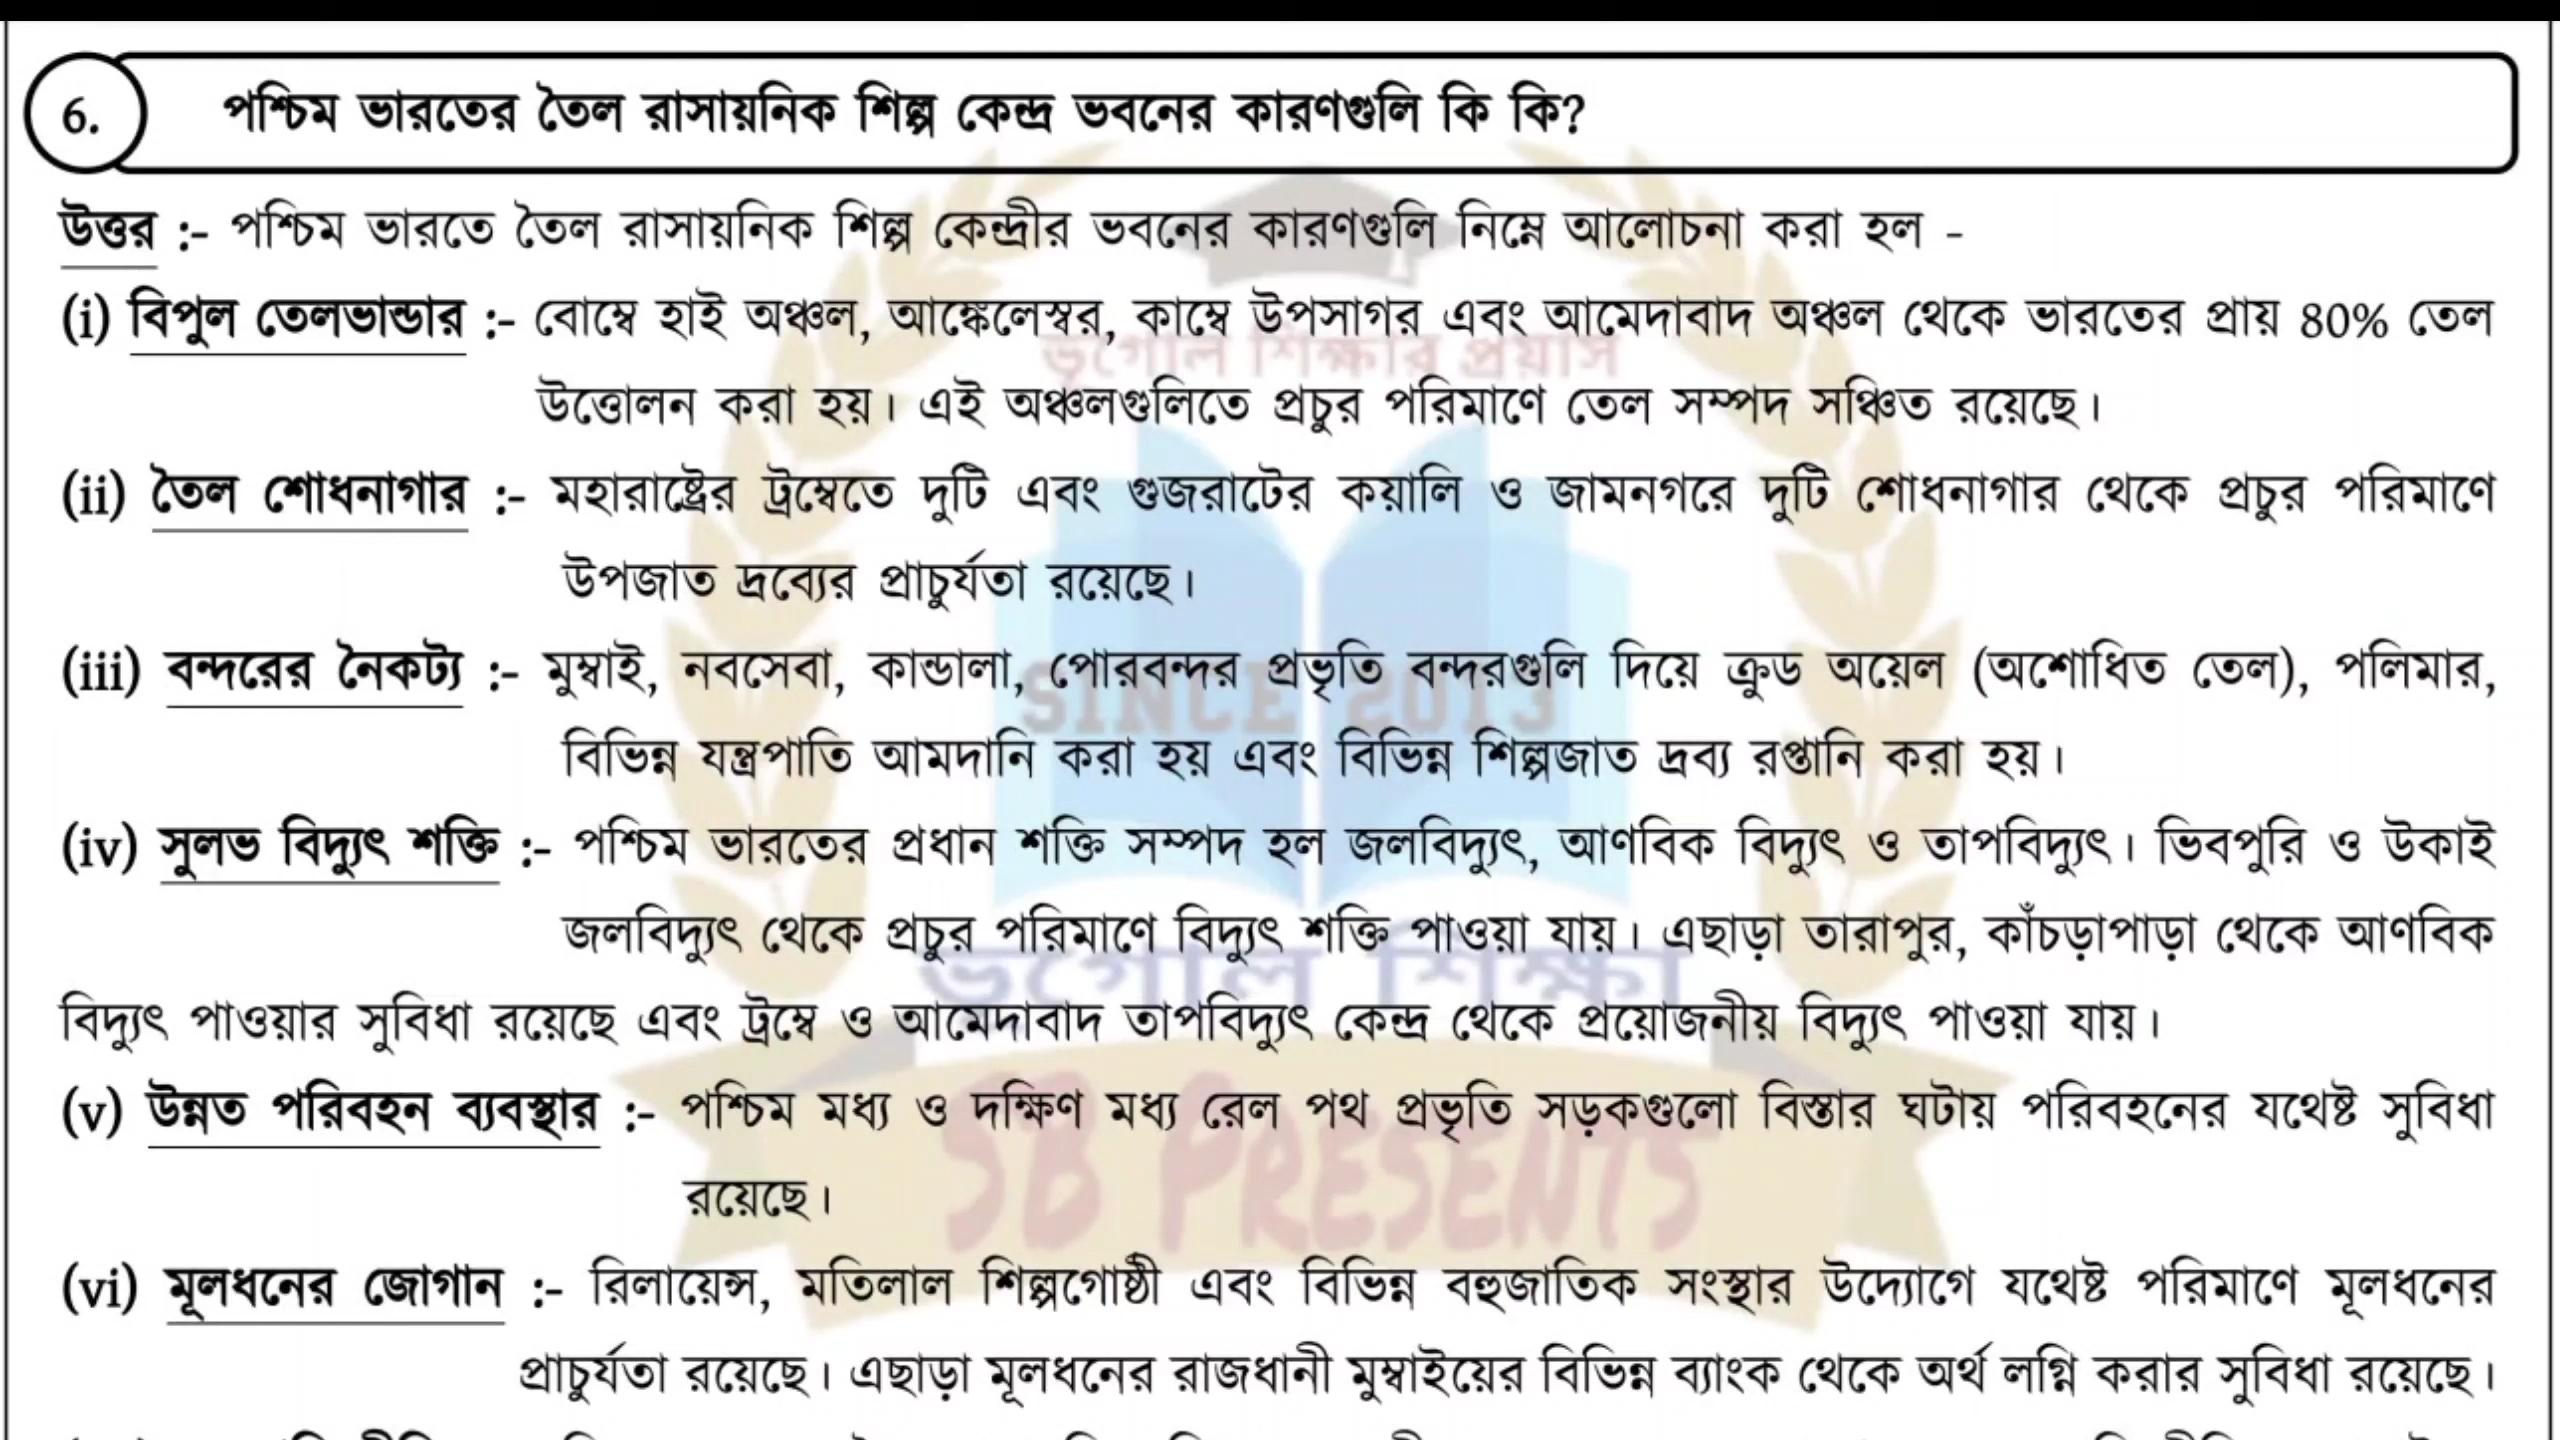 6. পশ্চিম ভারতের তৈল রাসায়নিক শিল্প কেন্দ্র ভবনের কারণগুলি কি কি?
উত্তর :- পশ্চিম ভারতে তৈল রাসায়নিক শিল্প কেন্দ্রীর ভবনের কারণগুলি নিম্নে আলোচনা করা হল -
(i) বিপুল তেলভান্ডার :- বোম্বে হাই অঞ্চল, আঙ্কেলেস্বর, কাম্বে উপসাগর এবং আমেদাবাদ অঞ্চল থেকে ভারতের প্রায় 80% তেল
উত্তোলন করা হয়। এই অঞ্চলগুলিতে প্রচুর পরিমাণে তেল সম্পদ সঞ্চিত রয়েছে।
ভূগোল শিক্ষার প্রয়াস
(ii) তৈল শোধনাগার :- মহারাষ্ট্রের ট্রম্বেতে দুটি এবং গুজরাটের কয়ালি ও জামনগরে দুটি শোধনাগার থেকে প্রচুর পরিমাণে
উপজাত দ্রব্যের প্রাচুর্যতা রয়েছে।
(iii) বন্দরের নৈকট্য :- মুম্বাই, নবসেবা, কান্ডালা, পোরবন্দর প্রভৃতি বন্দরগুলি দিয়ে ক্রুড অয়েল (অশোধিত তেল), পলিমার,
SINCE 2013
বিভিন্ন যন্ত্রপাতি আমদানি করা হয় এবং বিভিন্ন শিল্পজাত দ্রব্য রপ্তানি করা হয়।
(iv) সুলভ বিদ্যুৎ শক্তি :- পশ্চিম ভারতের প্রধান শক্তি সম্পদ হল জলবিদ্যুৎ, আণবিক বিদ্যুৎ ও তাপবিদ্যুৎ। ভিবপুরি ও উকাই
জলবিদ্যুৎ থেকে প্রচুর পরিমাণে বিদ্যুৎ শক্তি পাওয়া যায়। এছাড়া তারাপুর, কাঁচড়াপাড়া থেকে আণবিক
ভূগোল শিক্ষা
বিদ্যুৎ পাওয়ার সুবিধা রয়েছে এবং ট্রম্বে ও আমেদাবাদ তাপবিদ্যুৎ কেন্দ্র থেকে প্রয়োজনীয় বিদ্যুৎ পাওয়া যায়।
(v) উন্নত পরিবহন ব্যবস্থার :- পশ্চিম মধ্য ও দক্ষিণ মধ্য রেল পথ প্রভৃতি সড়কগুলো বিস্তার ঘটায় পরিবহনের যথেষ্ট সুবিধা
রয়েছে।
SB PRESENTS
(vi) মূলধনের জোগান :- রিলায়েন্স, মতিলাল শিল্পগোষ্ঠী এবং বিভিন্ন বহুজাতিক সংস্থার উদ্যোগে যথেষ্ট পরিমাণে মূলধনের
প্রাচুর্যতা রয়েছে। এছাড়া মূলধনের রাজধানী মুম্বাইয়ের বিভিন্ন ব্যাংক থেকে অর্থ লগ্নি করার সুবিধা রয়েছে।